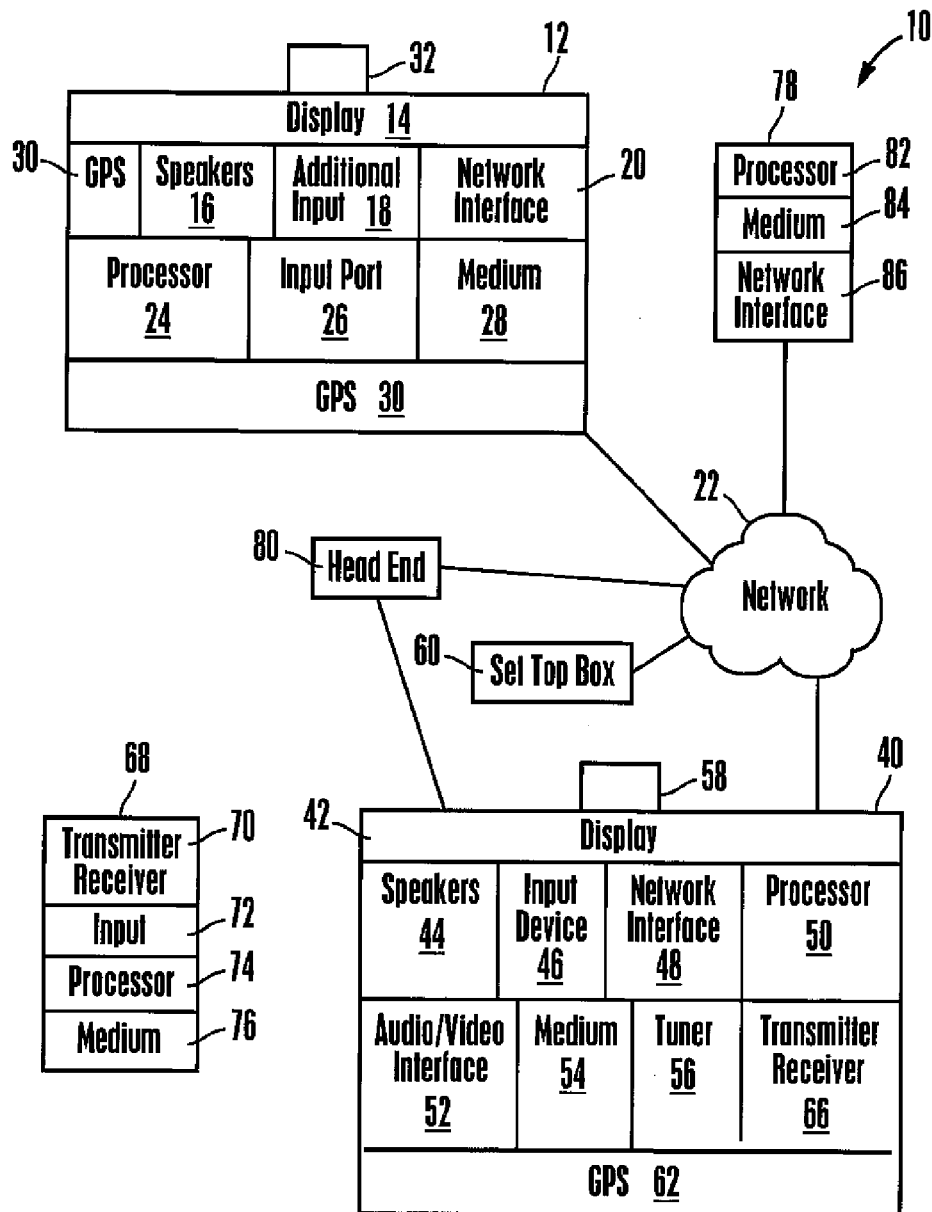 10
32
12
78
Display 14
30
GPS
Speakers
16
Additional
Input 18
Network
Interface
20
Processor
24
Input Port
26
Medium
28
GPS 30
Processor
82
Medium
84
Network
Interface
86
22
Network
80
Head End
60
Set Top Box
68
Transmitter
Receiver
70
Input
72
Processor
74
Medium
76
58
40
42
Display
Speakers
44
Input
Device
46
Network
Interface
48
Processor
50
Audio/Video
Interface
52
Medium
54
Tuner
56
Transmitter
Receiver
66
GPS 62